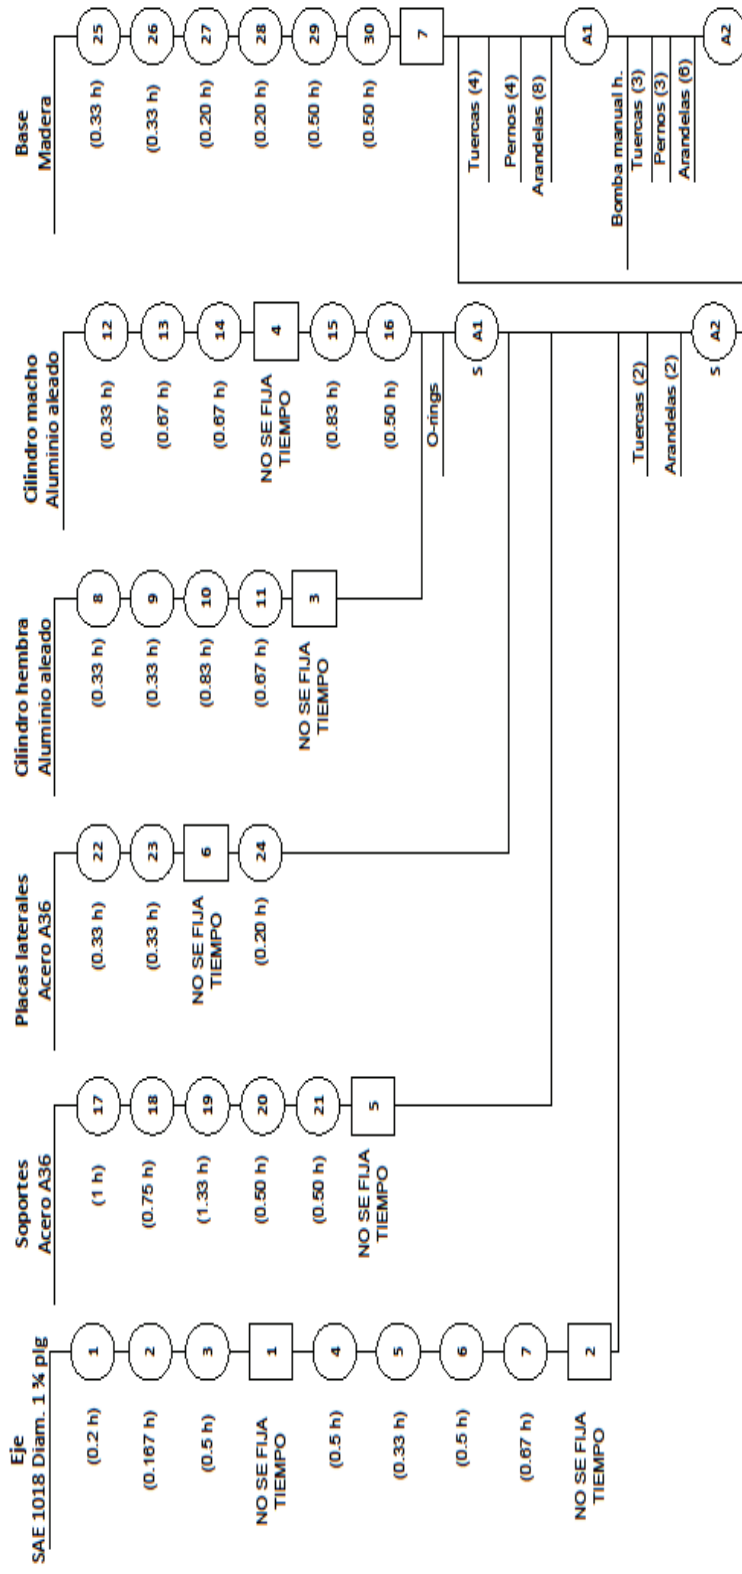 Eje
SAE 1018 Diam. 1 ¾ plg
(0.2 h)
1
(0.167 h)
2
(0.5 h)
3
NO SE FIJA
TIEMPO
1
(0.5 h)
4
(0.33 h)
5
(0.5 h)
6
(0.67 h)
7
NO SE FIJA
TIEMPO
2
Soportes
Acero A36
(1 h)
17
(0.75 h)
18
(1.33 h)
19
(0.50 h)
20
(0.50 h)
21
NO SE FIJA
TIEMPO
5
Placas laterales
Acero A36
(0.33 h)
22
(0.33 h)
23
NO SE FIJA
TIEMPO
6
(0.20 h)
24
Cilindro hembra
Aluminio aleado
(0.33 h)
8
(0.33 h)
9
(0.83 h)
10
(0.67 h)
11
NO SE FIJA
TIEMPO
3
Cilindro macho
Aluminio aleado
(0.33 h)
12
(0.67 h)
13
(0.67 h)
14
NO SE FIJA
TIEMPO
4
(0.83 h)
15
(0.50 h)
16
O-rings
S
A1
Tuercas (2)
Arandelas (2)
S
A2
Base
Madera
(0.33 h)
25
(0.33 h)
26
(0.20 h)
27
(0.20 h)
28
(0.50 h)
29
(0.50 h)
30
7
Tuercas (4)
Pernos (4)
Arandelas (8)
A1
Bomba manual h.
Tuercas (3)
Pernos (3)
Arandelas (6)
A2